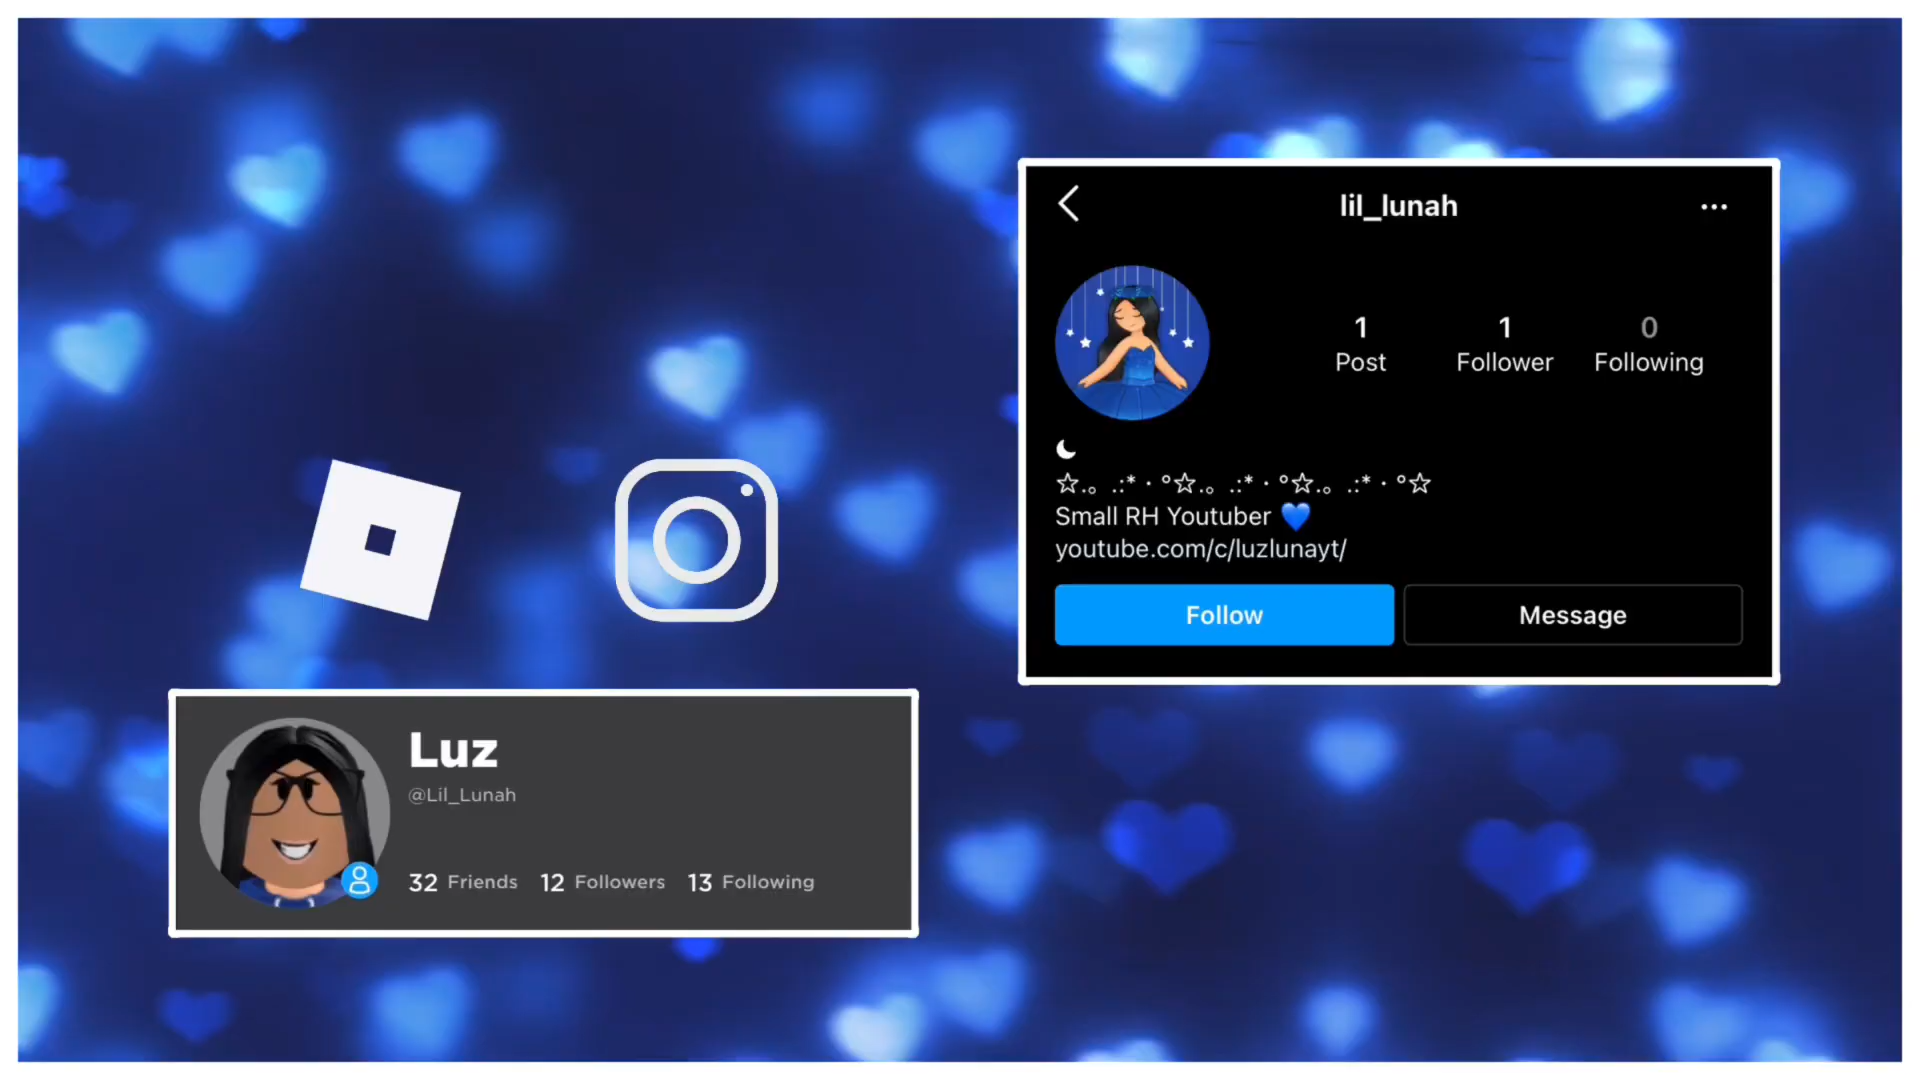 lil_lunah
1 1 0
Post Follower Following
☆.。.:*・°☆.。.:*・°☆.。.:*・°☆
Small RH Youtuber 💙
youtube.com/c/luzlunayt/
Follow Message
Luz
@Lil_Lunah
32 Friends 12 Followers 13 Following